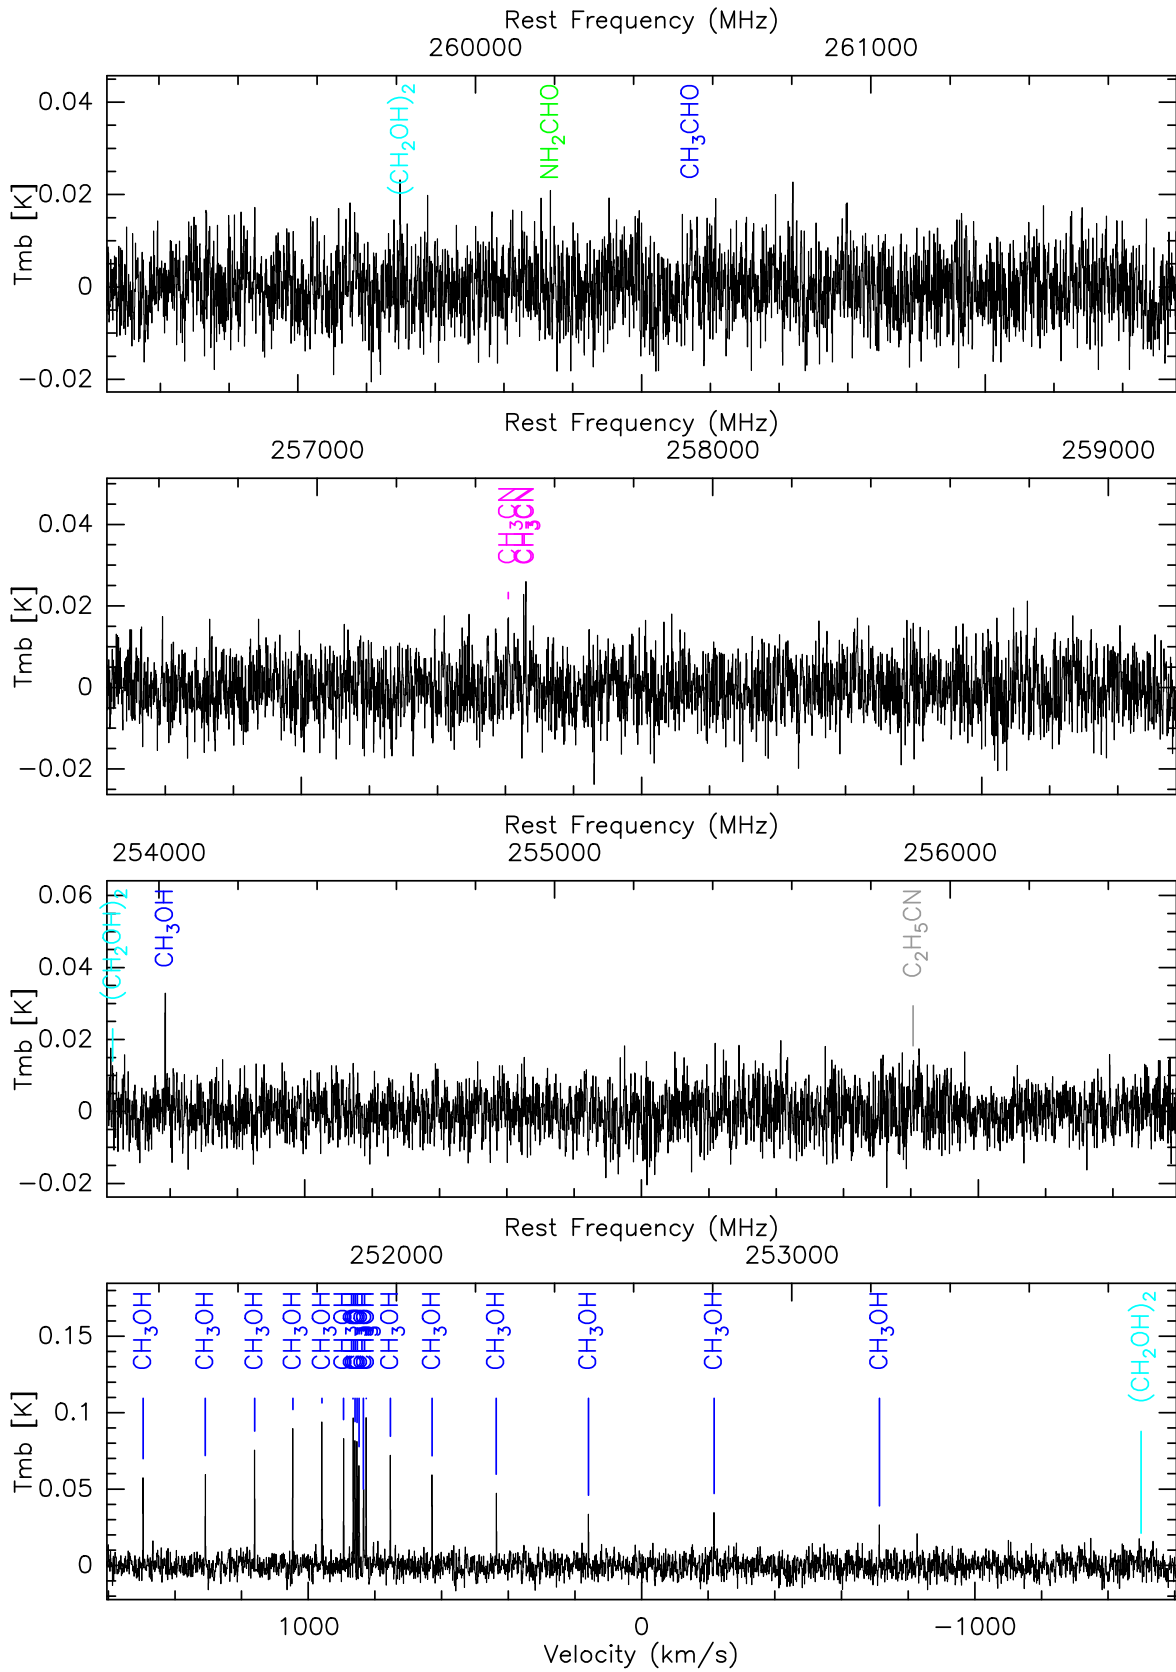 Rest Frequency (MHz)
260000 261000
(CH₂OH)₂ NH₂CHO CH₃CHO
Tmb [K]
0.04
0.02
0
−0.02
Rest Frequency (MHz)
257000 258000 259000
CH₃CN CH₃CN
Tmb [K]
0.04
0.02
0
−0.02
Rest Frequency (MHz)
254000 255000 256000
(CH₂OH)₂ CH₃OH C₂H₅CN
Tmb [K]
0.06
0.04
0.02
0
−0.02
Rest Frequency (MHz)
252000 253000
CH₃OH CH₃OH CH₃OH CH₃OH CH₃OH CH₃OH CH₃OH CH₃OH CH₃OH CH₃OH CH₃OH CH₃OH (CH₂OH)₂
Tmb [K]
0.15
0.1
0.05
0
1000 0 −1000
Velocity (km/s)